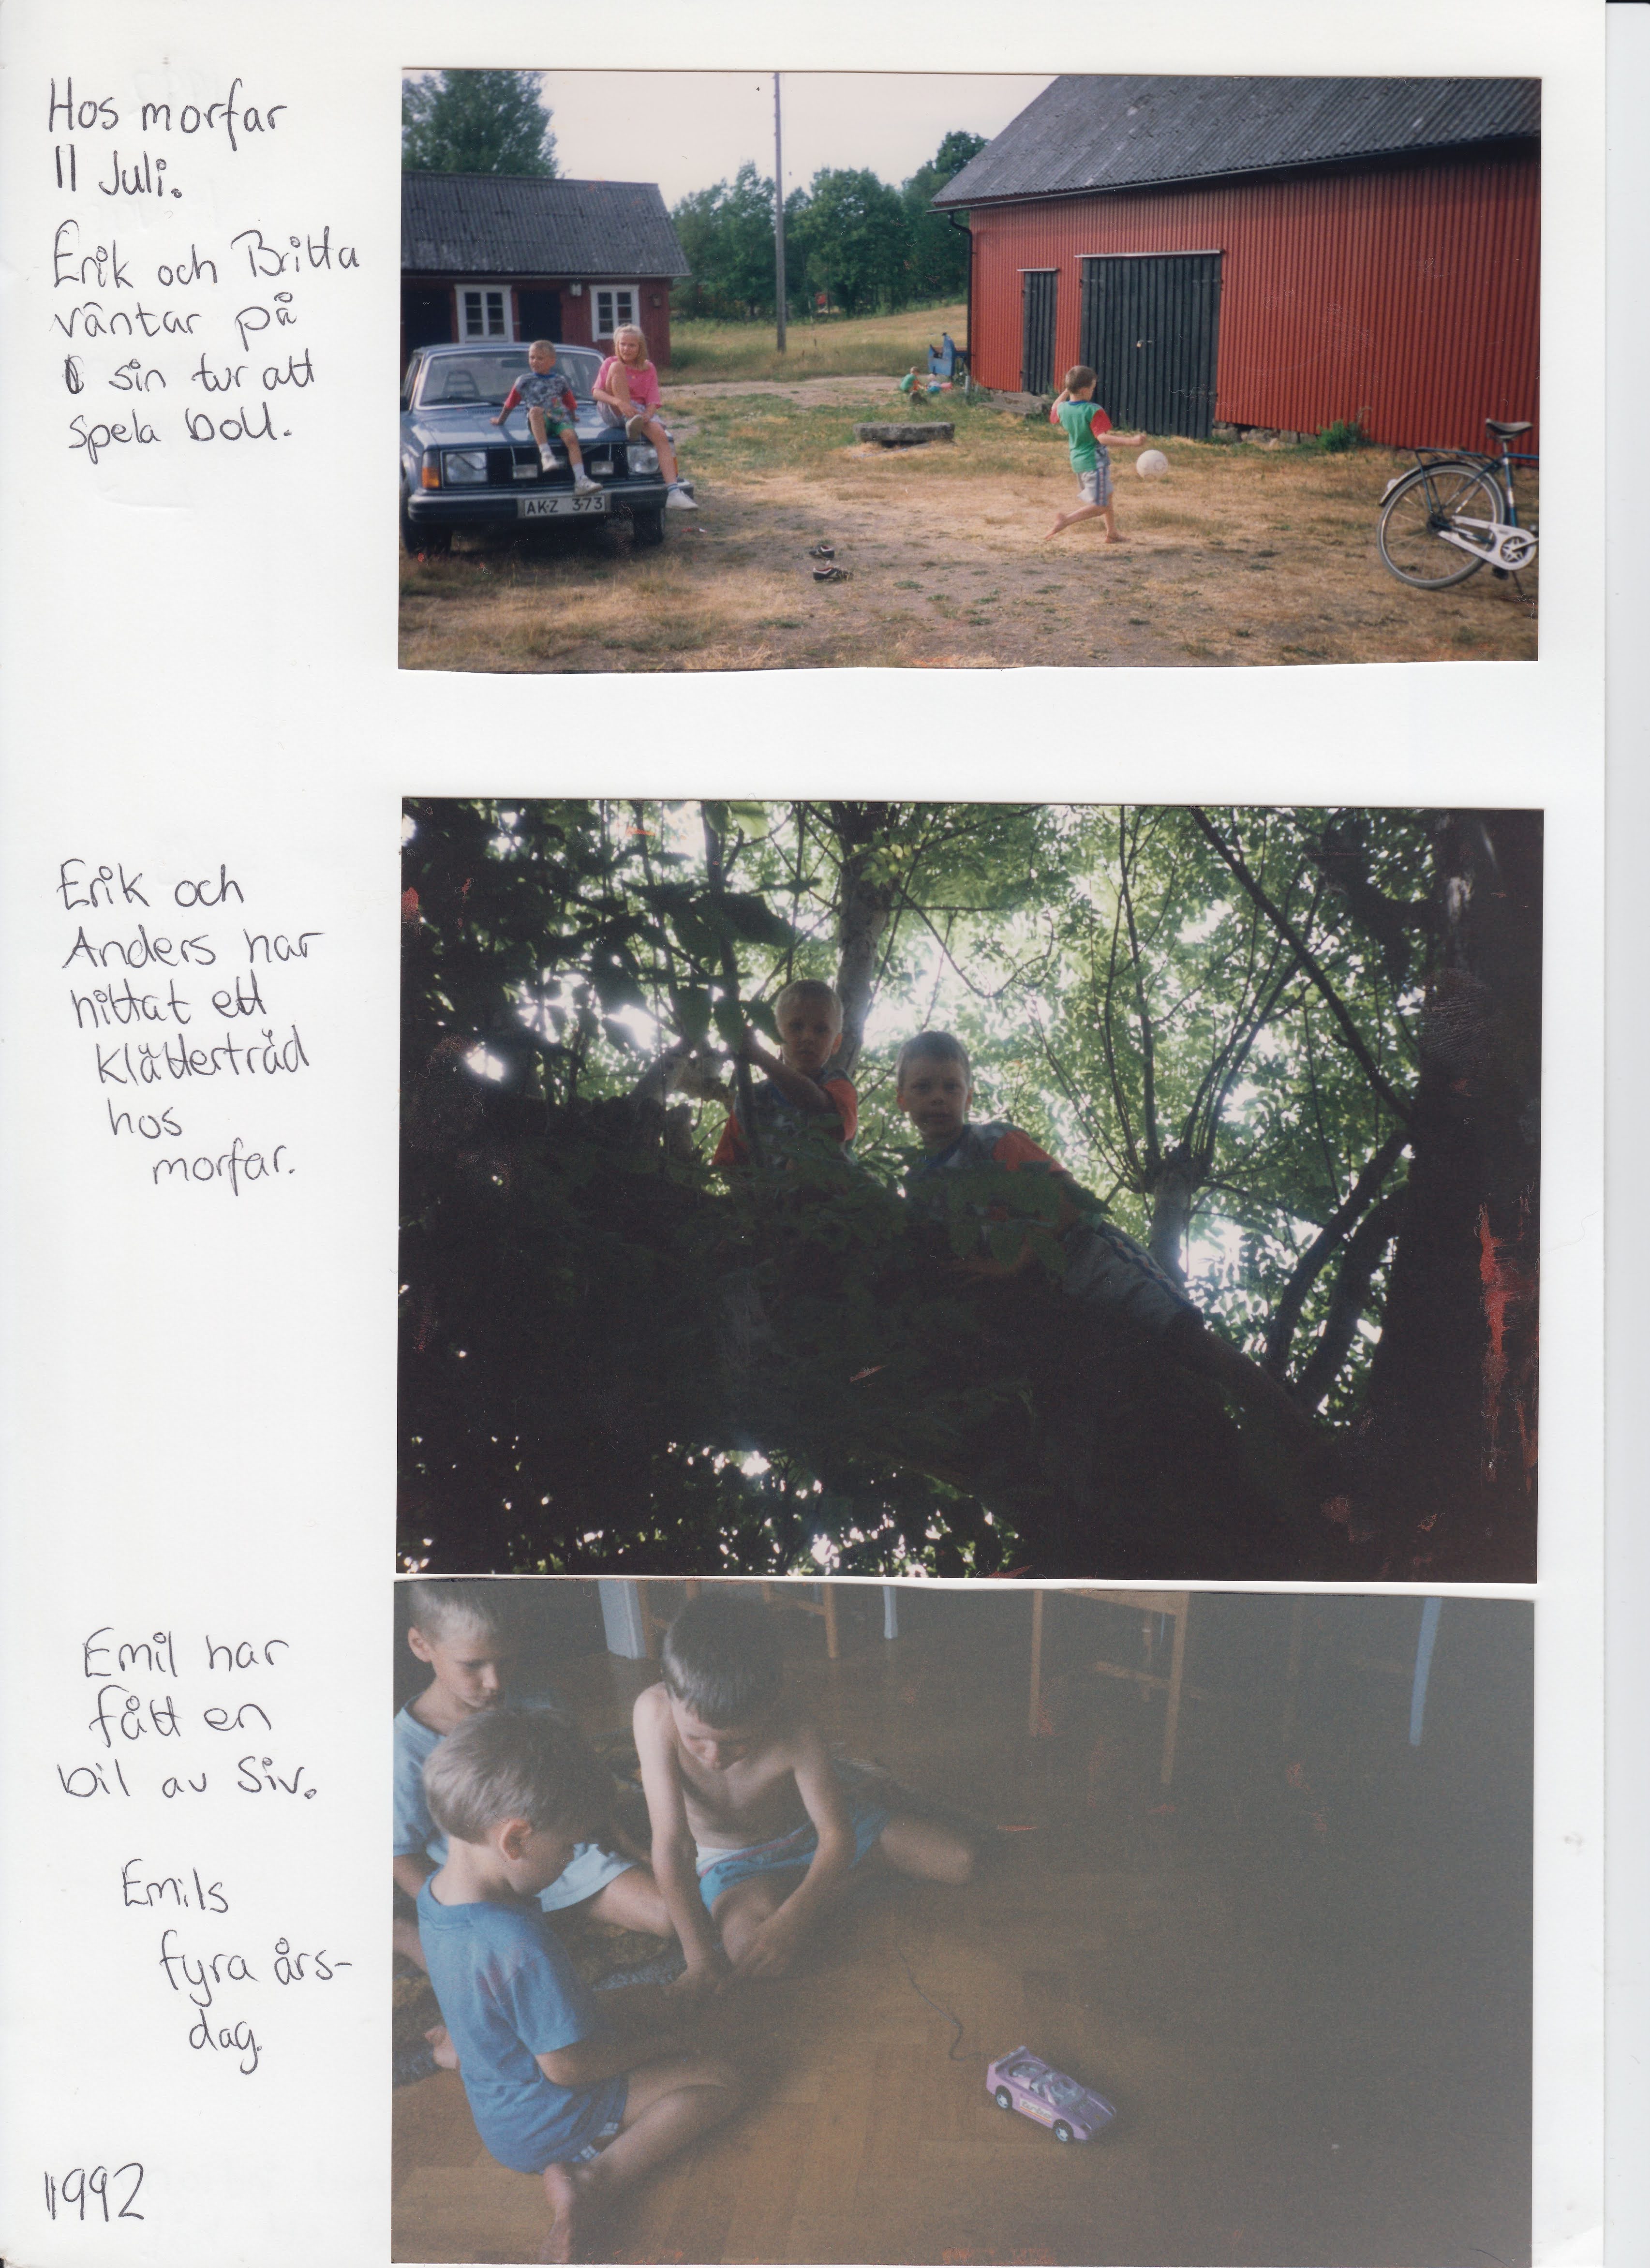 Hos morfar
11 Juli.
Erik och Britta
väntar på
sin tur att
spela boll.
AKZ 373
Erik och
Anders har
hittat ett
Klätterträd
hos
morfar.
Emil har
fått en
bil av Siv.
Emils
fyra års-
dag.
1992